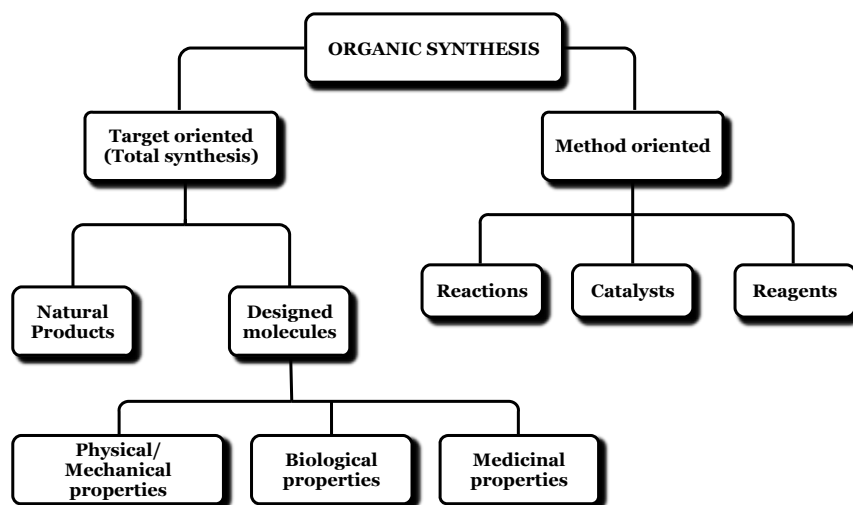 ORGANIC SYNTHESIS
Target oriented
(Total synthesis)
Method oriented
Natural
Products
Designed
molecules
Reactions
Catalysts
Reagents
Physical/
Mechanical
properties
Biological
properties
Medicinal
properties